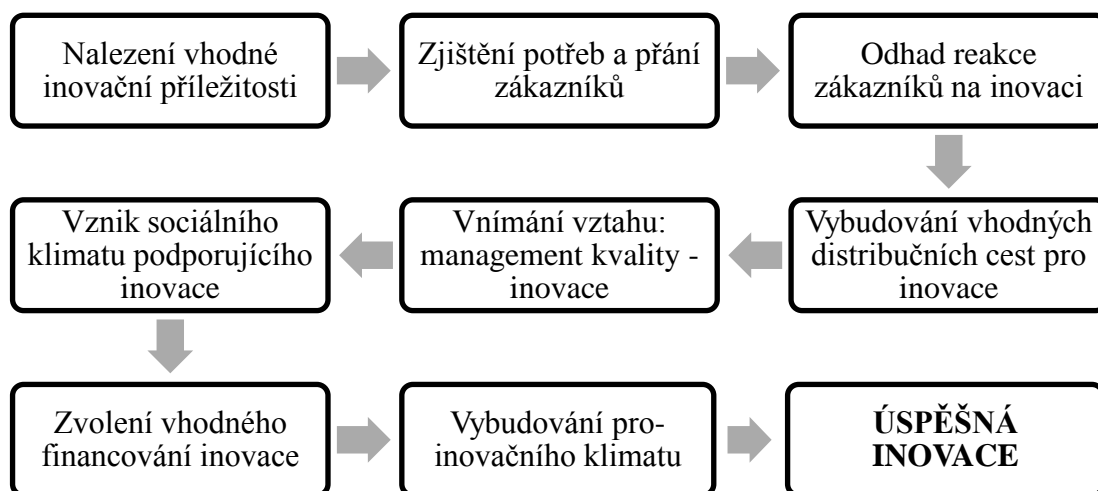 Nalezení vhodné
inovační příležitosti
Zjištění potřeb a přání
zákazníků
Odhad reakce
zákazníků na inovaci
Vybudování vhodných
distribučních cest pro
inovace
Vnímání vztahu:
management kvality -
inovace
Vznik sociálního
klimatu podporujícího
inovace
Zvolení vhodného
financování inovace
Vybudování pro-
inovačního klimatu
ÚSPĚŠNÁ
INOVACE